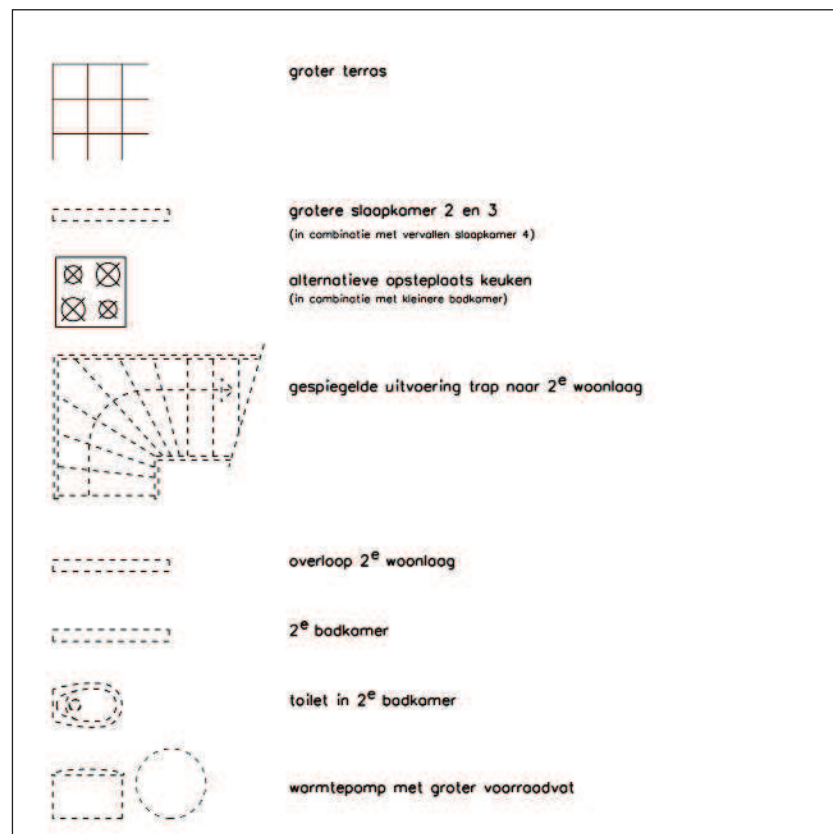 groter terras
grotere slaapkamer 2 en 3
(in combinatie met vervallen slaapkamer 4)
alternatieve opsteplaats keuken
(in combinatie met kleinere badkamer)
gespiegelde uitvoering trap naar 2e woonlaag
overloop 2e woonlaag
2e badkamer
toilet in 2e badkamer
warmtepomp met groter voorraadvat